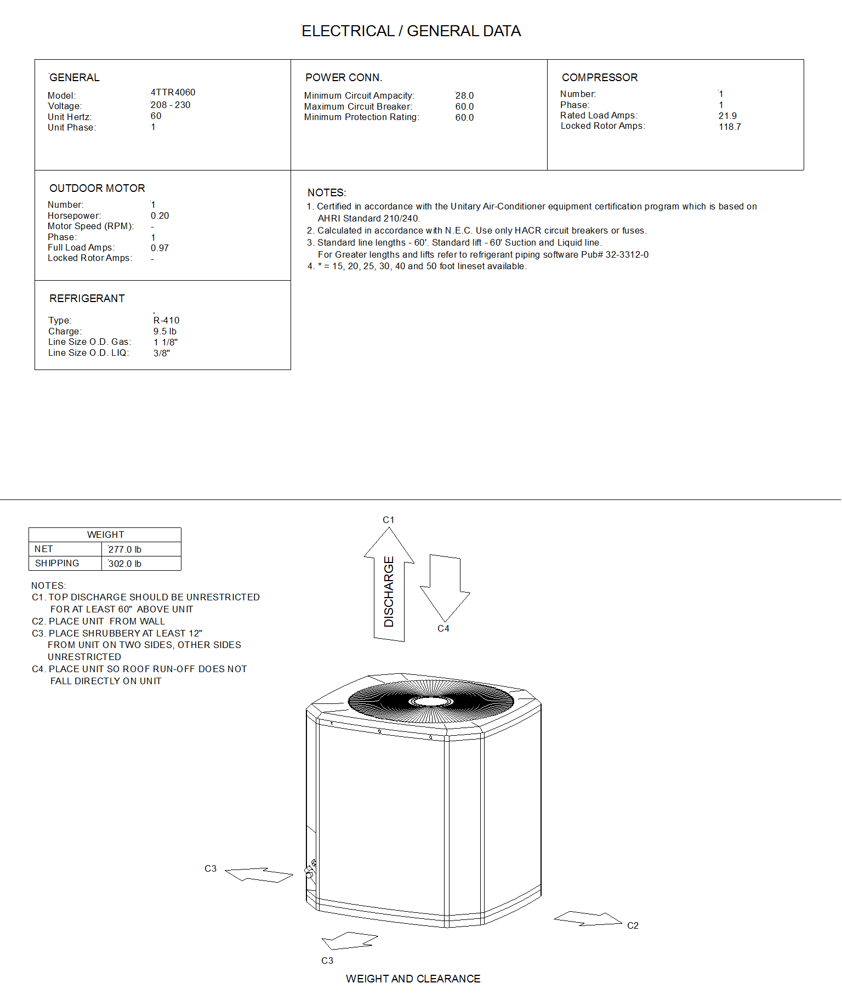 ELECTRICAL / GENERAL DATA
GENERAL
Model: 4TTR4060
Voltage: 208 - 230
Unit Hertz: 60
Unit Phase: 1
POWER CONN.
Minimum Circuit Ampacity: 28.0
Maximum Circuit Breaker: 60.0
Minimum Protection Rating: 60.0
COMPRESSOR
Number: 1
Phase: 1
Rated Load Amps: 21.9
Locked Rotor Amps: 118.7
OUTDOOR MOTOR
Number: 1
Horsepower: 0.20
Motor Speed (RPM): -
Phase: 1
Full Load Amps: 0.97
Locked Rotor Amps: -
NOTES:
1. Certified in accordance with the Unitary Air-Conditioner equipment certification program which is based on
AHRI Standard 210/240.
2. Calculated in accordance with N.E.C. Use only HACR circuit breakers or fuses.
3. Standard line lengths - 60'. Standard lift - 60' Suction and Liquid line.
For Greater lengths and lifts refer to refrigerant piping software Pub# 32-3312-0
4. * = 15, 20, 25, 30, 40 and 50 foot lineset available.
REFRIGERANT
Type: R-410
Charge: 9.5 lb
Line Size O.D. Gas: 1 1/8"
Line Size O.D. LIQ: 3/8"
WEIGHT
NET 277.0 lb
SHIPPING 302.0 lb
NOTES:
C1. TOP DISCHARGE SHOULD BE UNRESTRICTED
FOR AT LEAST 60" ABOVE UNIT
C2. PLACE UNIT FROM WALL
C3. PLACE SHRUBBERY AT LEAST 12"
FROM UNIT ON TWO SIDES, OTHER SIDES
UNRESTRICTED
C4. PLACE UNIT SO ROOF RUN-OFF DOES NOT
FALL DIRECTLY ON UNIT
C1
DISCHARGE
C4
C3
C2
C3
WEIGHT AND CLEARANCE